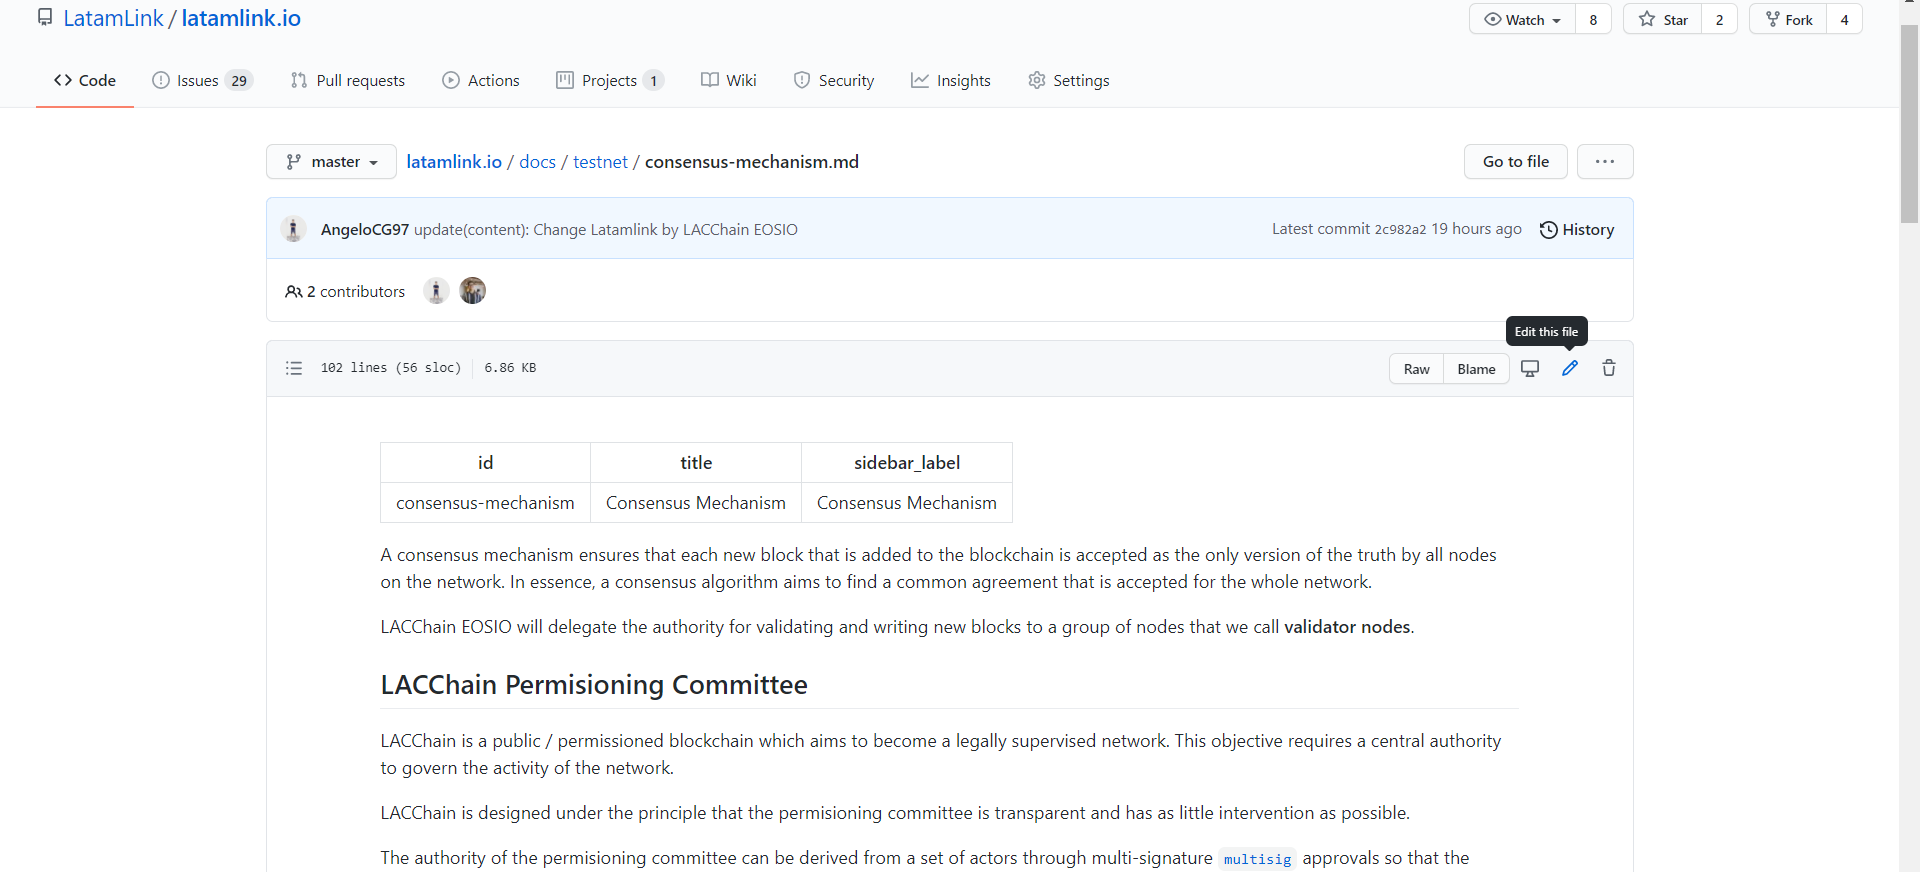 LatamLink / latamlink.io
Watch 8 Star 2 Fork 4
Code Issues 29 Pull requests Actions Projects 1 Wiki Security Insights Settings
master latamlink.io / docs / testnet / consensus-mechanism.md Go to file ...
AngeloCG97 update(content): Change Latamlink by LACChain EOSIO Latest commit 2c982a2 19 hours ago History
2 contributors
Edit this file
102 lines (56 sloc) 6.86 KB Raw Blame
id title sidebar_label
consensus-mechanism Consensus Mechanism Consensus Mechanism
A consensus mechanism ensures that each new block that is added to the blockchain is accepted as the only version of the truth by all nodes
on the network. In essence, a consensus algorithm aims to find a common agreement that is accepted for the whole network.
LACChain EOSIO will delegate the authority for validating and writing new blocks to a group of nodes that we call validator nodes.
LACChain Permisioning Committee
LACChain is a public / permissioned blockchain which aims to become a legally supervised network. This objective requires a central authority
to govern the activity of the network.
LACChain is designed under the principle that the permisioning committee is transparent and has as little intervention as possible.
The authority of the permisioning committee can be derived from a set of actors through multi-signature multisig approvals so that the